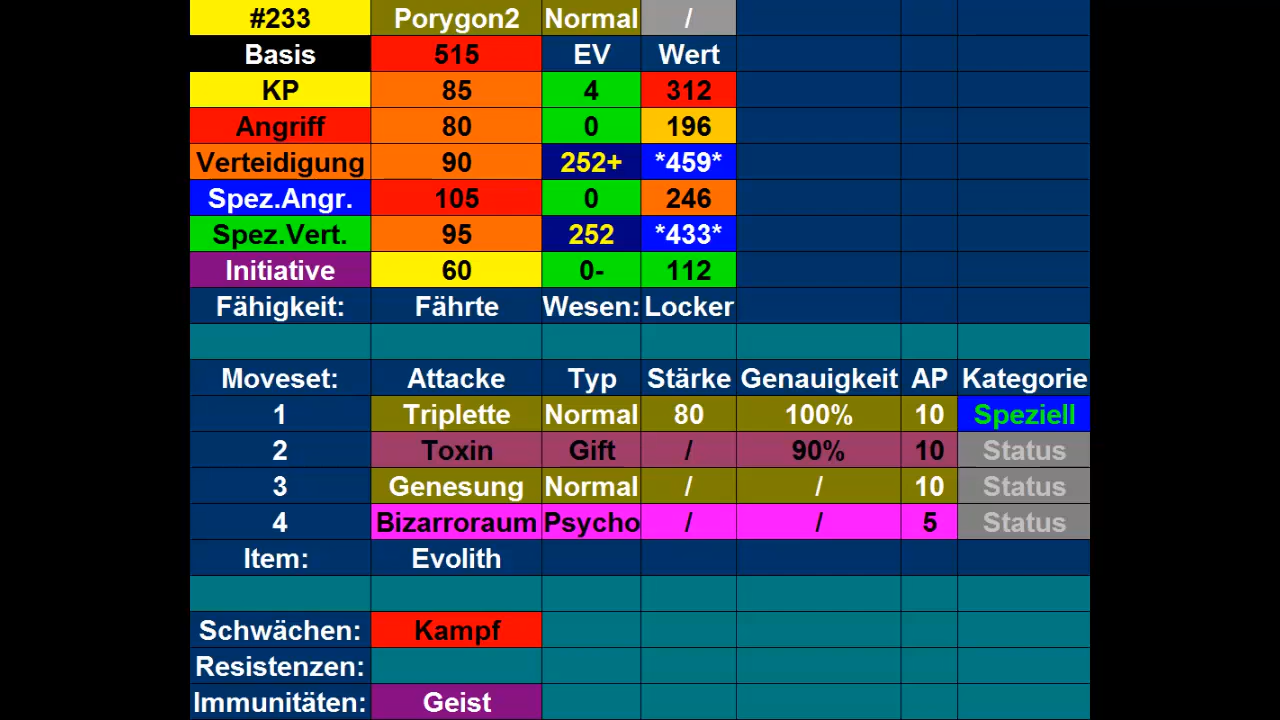 #233 Porygon2 Normal /
Basis 515 EV Wert
KP 85 4 312
Angriff 80 0 196
Verteidigung 90 252+ *459*
Spez.Angr. 105 0 246
Spez.Vert. 95 252 *433*
Initiative 60 0- 112
Fähigkeit: Fährte Wesen: Locker
Moveset: Attacke Typ Stärke Genauigkeit AP Kategorie
1 Triplette Normal 80 100% 10 Speziell
2 Toxin Gift / 90% 10 Status
3 Genesung Normal / / 10 Status
4 Bizarroraum Psycho / / 5 Status
Item: Evolith
Schwächen: Kampf
Resistenzen:
Immunitäten: Geist